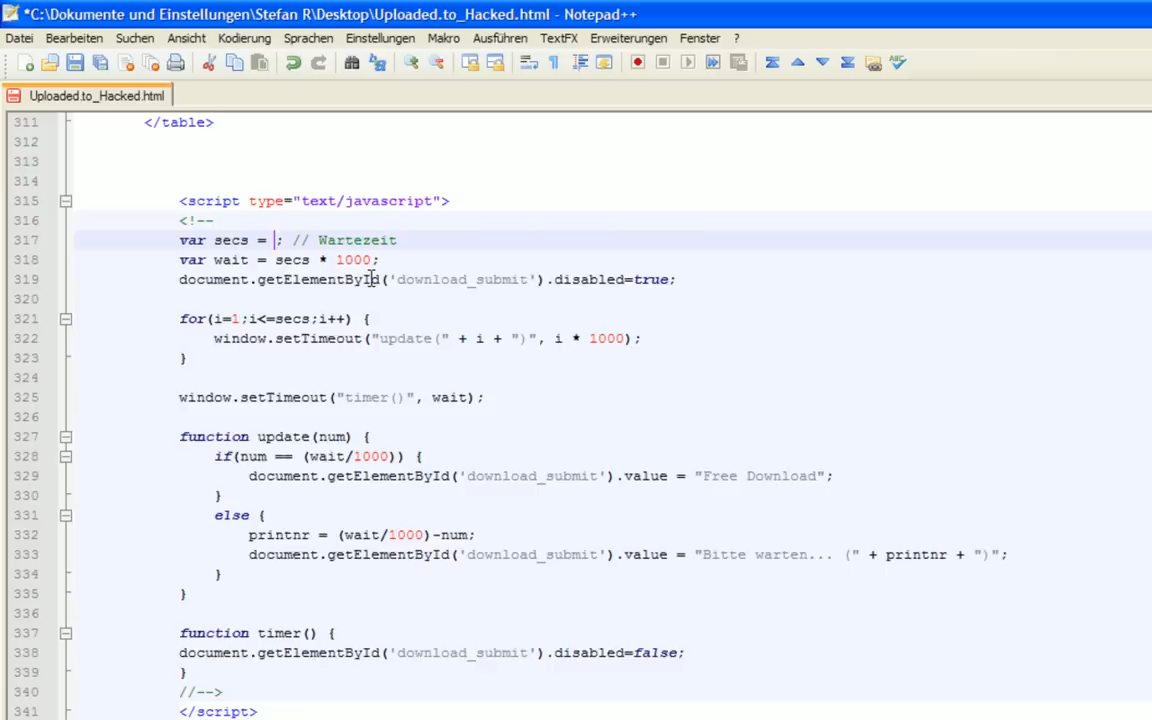 *C:\Dokumente und Einstellungen\Stefan R\Desktop\Uploaded.to_Hacked.html - Notepad++
Datei Bearbeiten Suchen Ansicht Kodierung Sprachen Einstellungen Makro Ausführen TextFX Erweiterungen Fenster ?
Uploaded.to_Hacked.html
311 </table>
312
313
314
315 <script type="text/javascript">
316 <!--
317 var secs = ; // Wartezeit
318 var wait = secs * 1000;
319 document.getElementById('download_submit').disabled=true;
320
321 for(i=1;i<=secs;i++) {
322 window.setTimeout("update(" + i + ")", i * 1000);
323 }
324
325 window.setTimeout("timer()", wait);
326
327 function update(num) {
328 if(num == (wait/1000)) {
329 document.getElementById('download_submit').value = "Free Download";
330 }
331 else {
332 printnr = (wait/1000)-num;
333 document.getElementById('download_submit').value = "Bitte warten... (" + printnr + ")";
334 }
335 }
336
337 function timer() {
338 document.getElementById('download_submit').disabled=false;
339 }
340 //-->
341 </script>